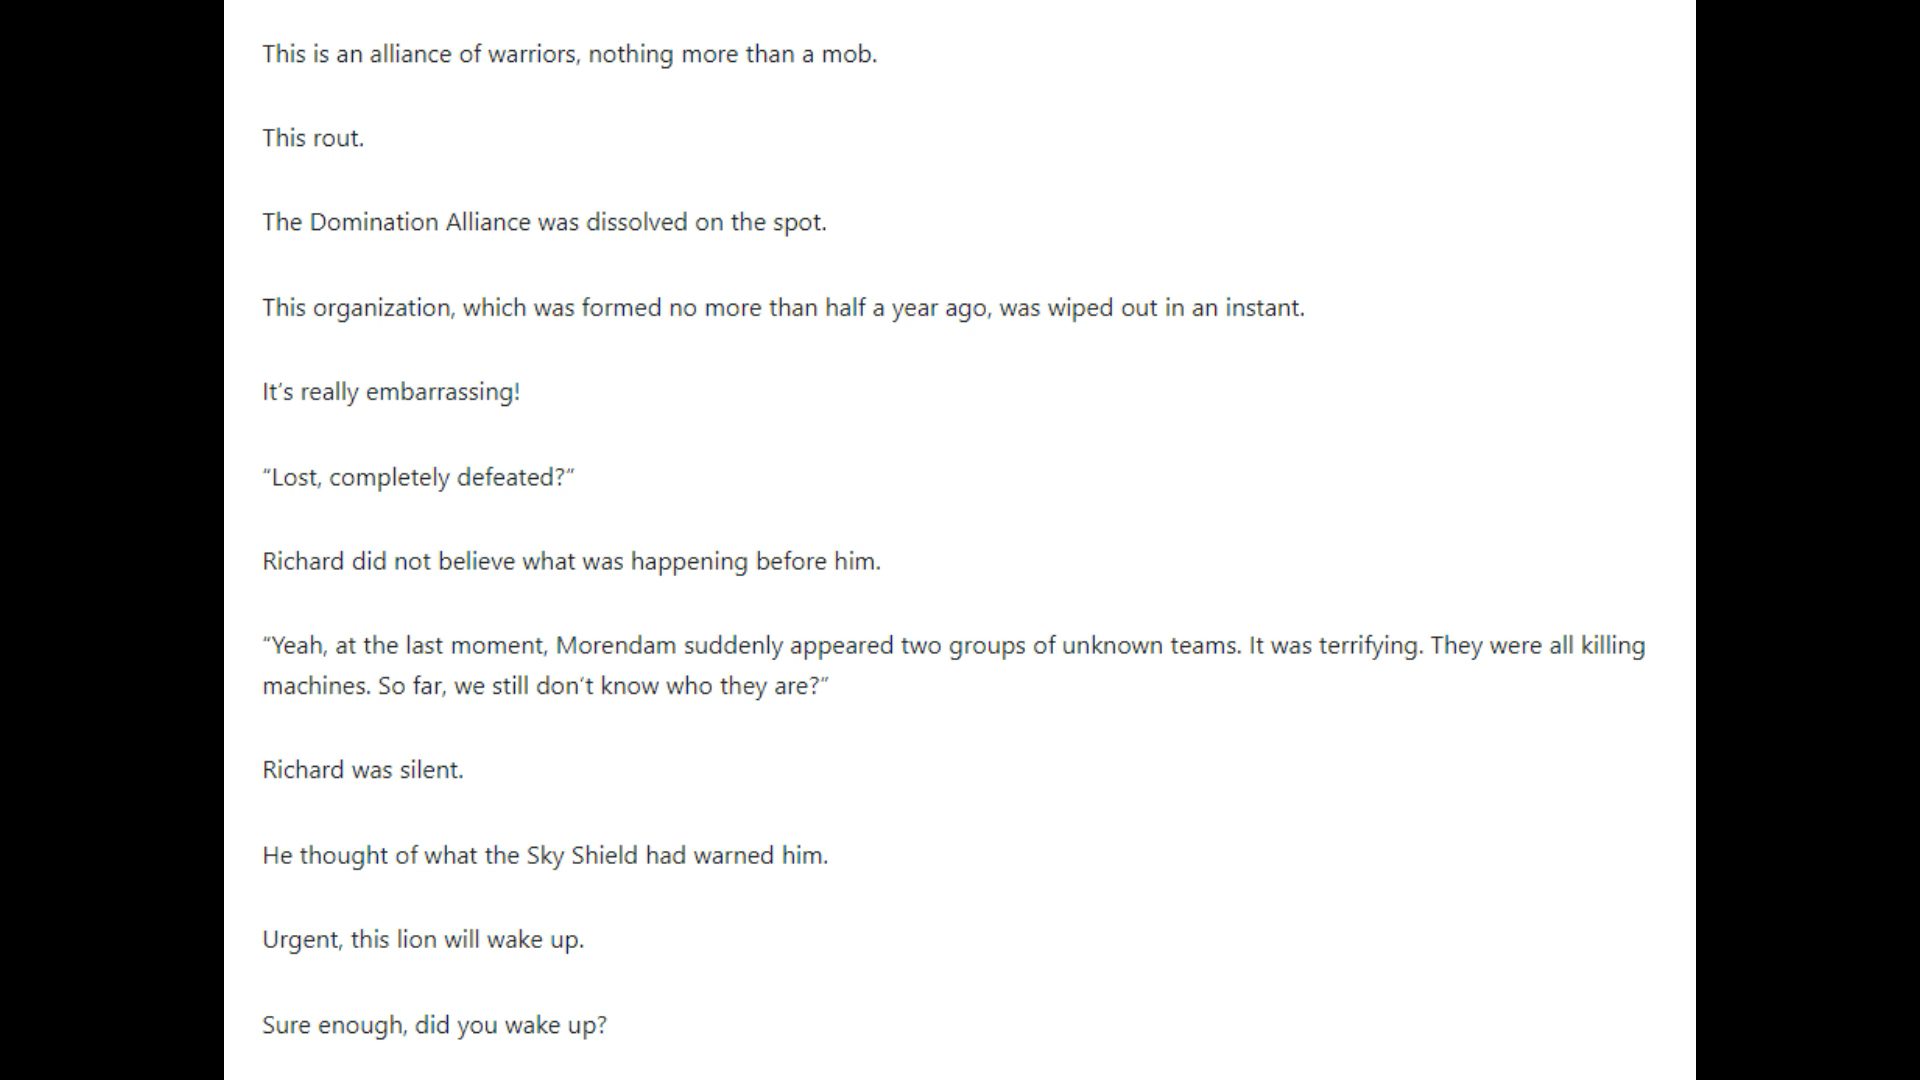 This is an alliance of warriors, nothing more than a mob.
This rout.
The Domination Alliance was dissolved on the spot.
This organization, which was formed no more than half a year ago, was wiped out in an instant.
It’s really embarrassing!
“Lost, completely defeated?”
Richard did not believe what was happening before him.
“Yeah, at the last moment, Morendam suddenly appeared two groups of unknown teams. It was terrifying. They were all killing
machines. So far, we still don’t know who they are?”
Richard was silent.
He thought of what the Sky Shield had warned him.
Urgent, this lion will wake up.
Sure enough, did you wake up?